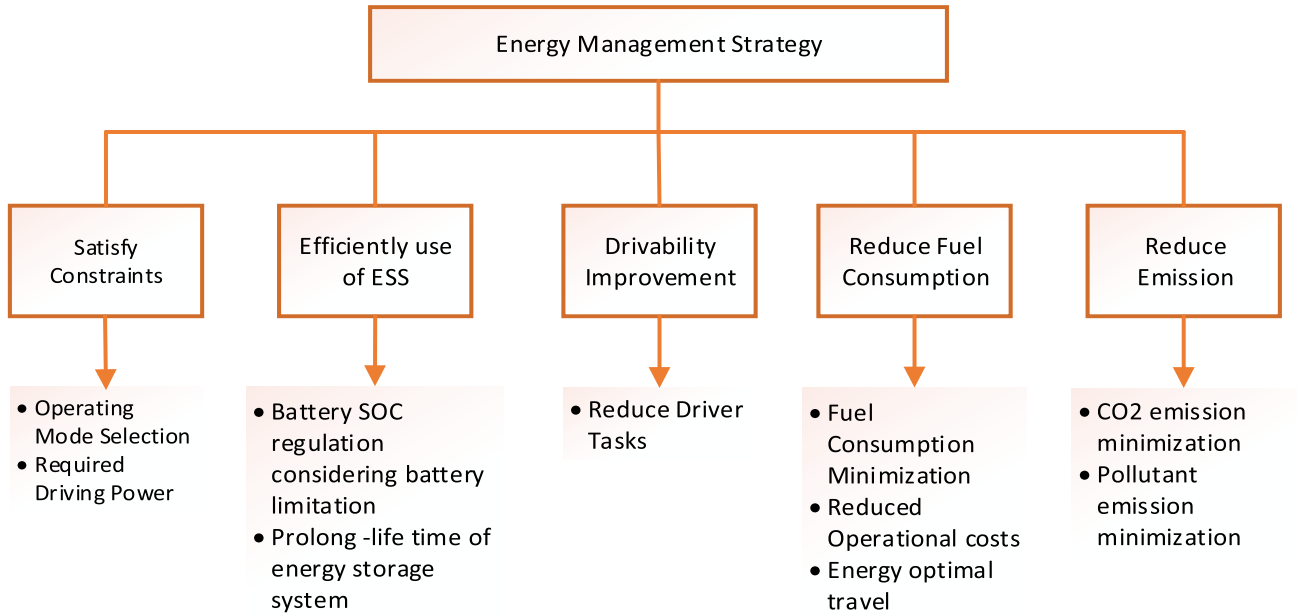 Energy Management Strategy
Satisfy
Constraints
Efficiently use
of ESS
Drivability
Improvement
Reduce Fuel
Consumption
Reduce
Emission
• Operating
Mode Selection
• Required
Driving Power
• Battery SOC
regulation
considering battery
limitation
• Prolong -life time of
energy storage
system
• Reduce Driver
Tasks
• Fuel
Consumption
Minimization
• Reduced
Operational costs
• Energy optimal
travel
• CO2 emission
minimization
• Pollutant
emission
minimization